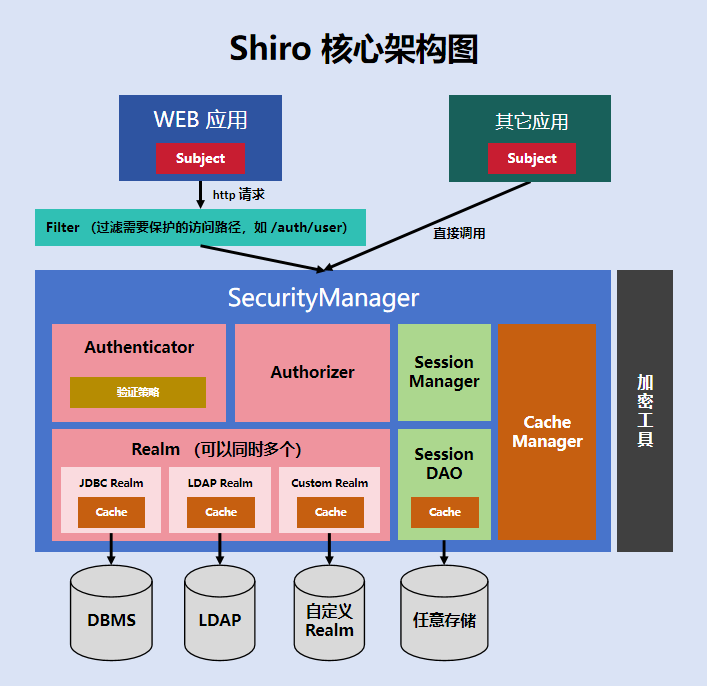 Shiro 核心架构图
WEB 应用
Subject
其它应用
Subject
http 请求
Filter （过滤需要保护的访问路径，如 /auth/user）
直接调用
SecurityManager
Authenticator
验证策略
Authorizer
Session
Manager
Cache
Manager
加密工具
Realm （可以同时多个）
JDBC Realm
Cache
LDAP Realm
Cache
Custom Realm
Cache
Session
DAO
Cache
DBMS
LDAP
自定义
Realm
任意存储